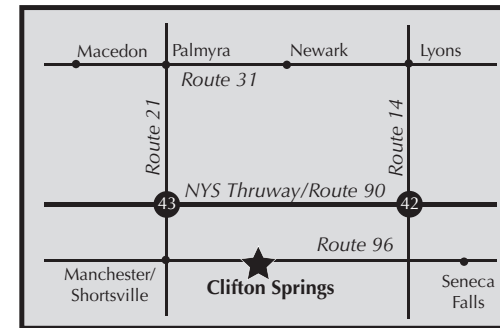 Macedon
Palmyra
Newark
Lyons
Route 31
Route 21
Route 14
NYS Thruway/Route 90
43
42
Route 96
Manchester/
Shortsville
Clifton Springs
Seneca
Falls